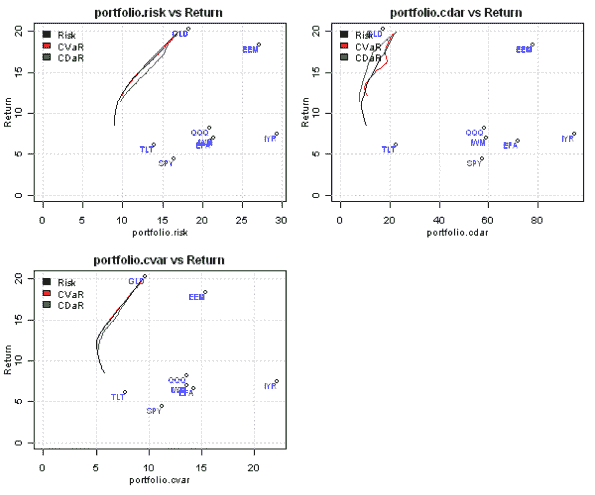 portfolio.risk vs Return
Return
20
15
10
5
0
Risk
CVaR
CDaR
GLD
EEM
QQQ
IWM
EFA
IYR
TLT
SPY
0 5 10 15 20 25 30
portfolio.risk
portfolio.cdar vs Return
Return
20
15
10
5
0
Risk
CVaR
CDaR
GLD
EEM
QQQ
IWM
EFA
IYR
TLT
SPY
0 20 40 60 80
portfolio.cdar
portfolio.cvar vs Return
Return
20
15
10
5
0
Risk
CVaR
CDaR
GLD
EEM
QQQ
IWM
EFA
IYR
TLT
SPY
0 5 10 15 20
portfolio.cvar